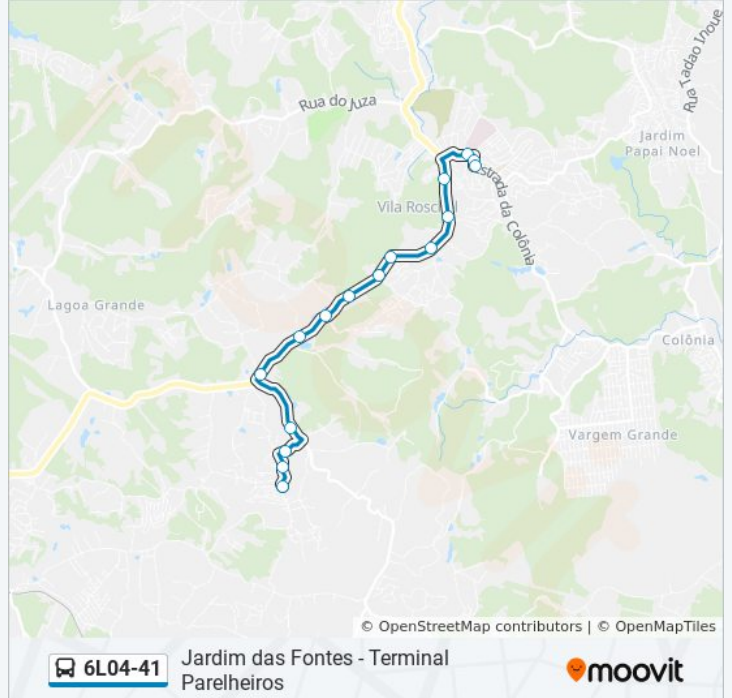 Rua Tadao Inoue
Rua do Juza
Jardim
Papai Noel
Estrada da Colônia
Vila Roschel
Lagoa Grande
Colônia
Vargem Grande
© OpenStreetMap contributors | © OpenMapTiles
6L04-41
Jardim das Fontes - Terminal
Parelheiros
moovit